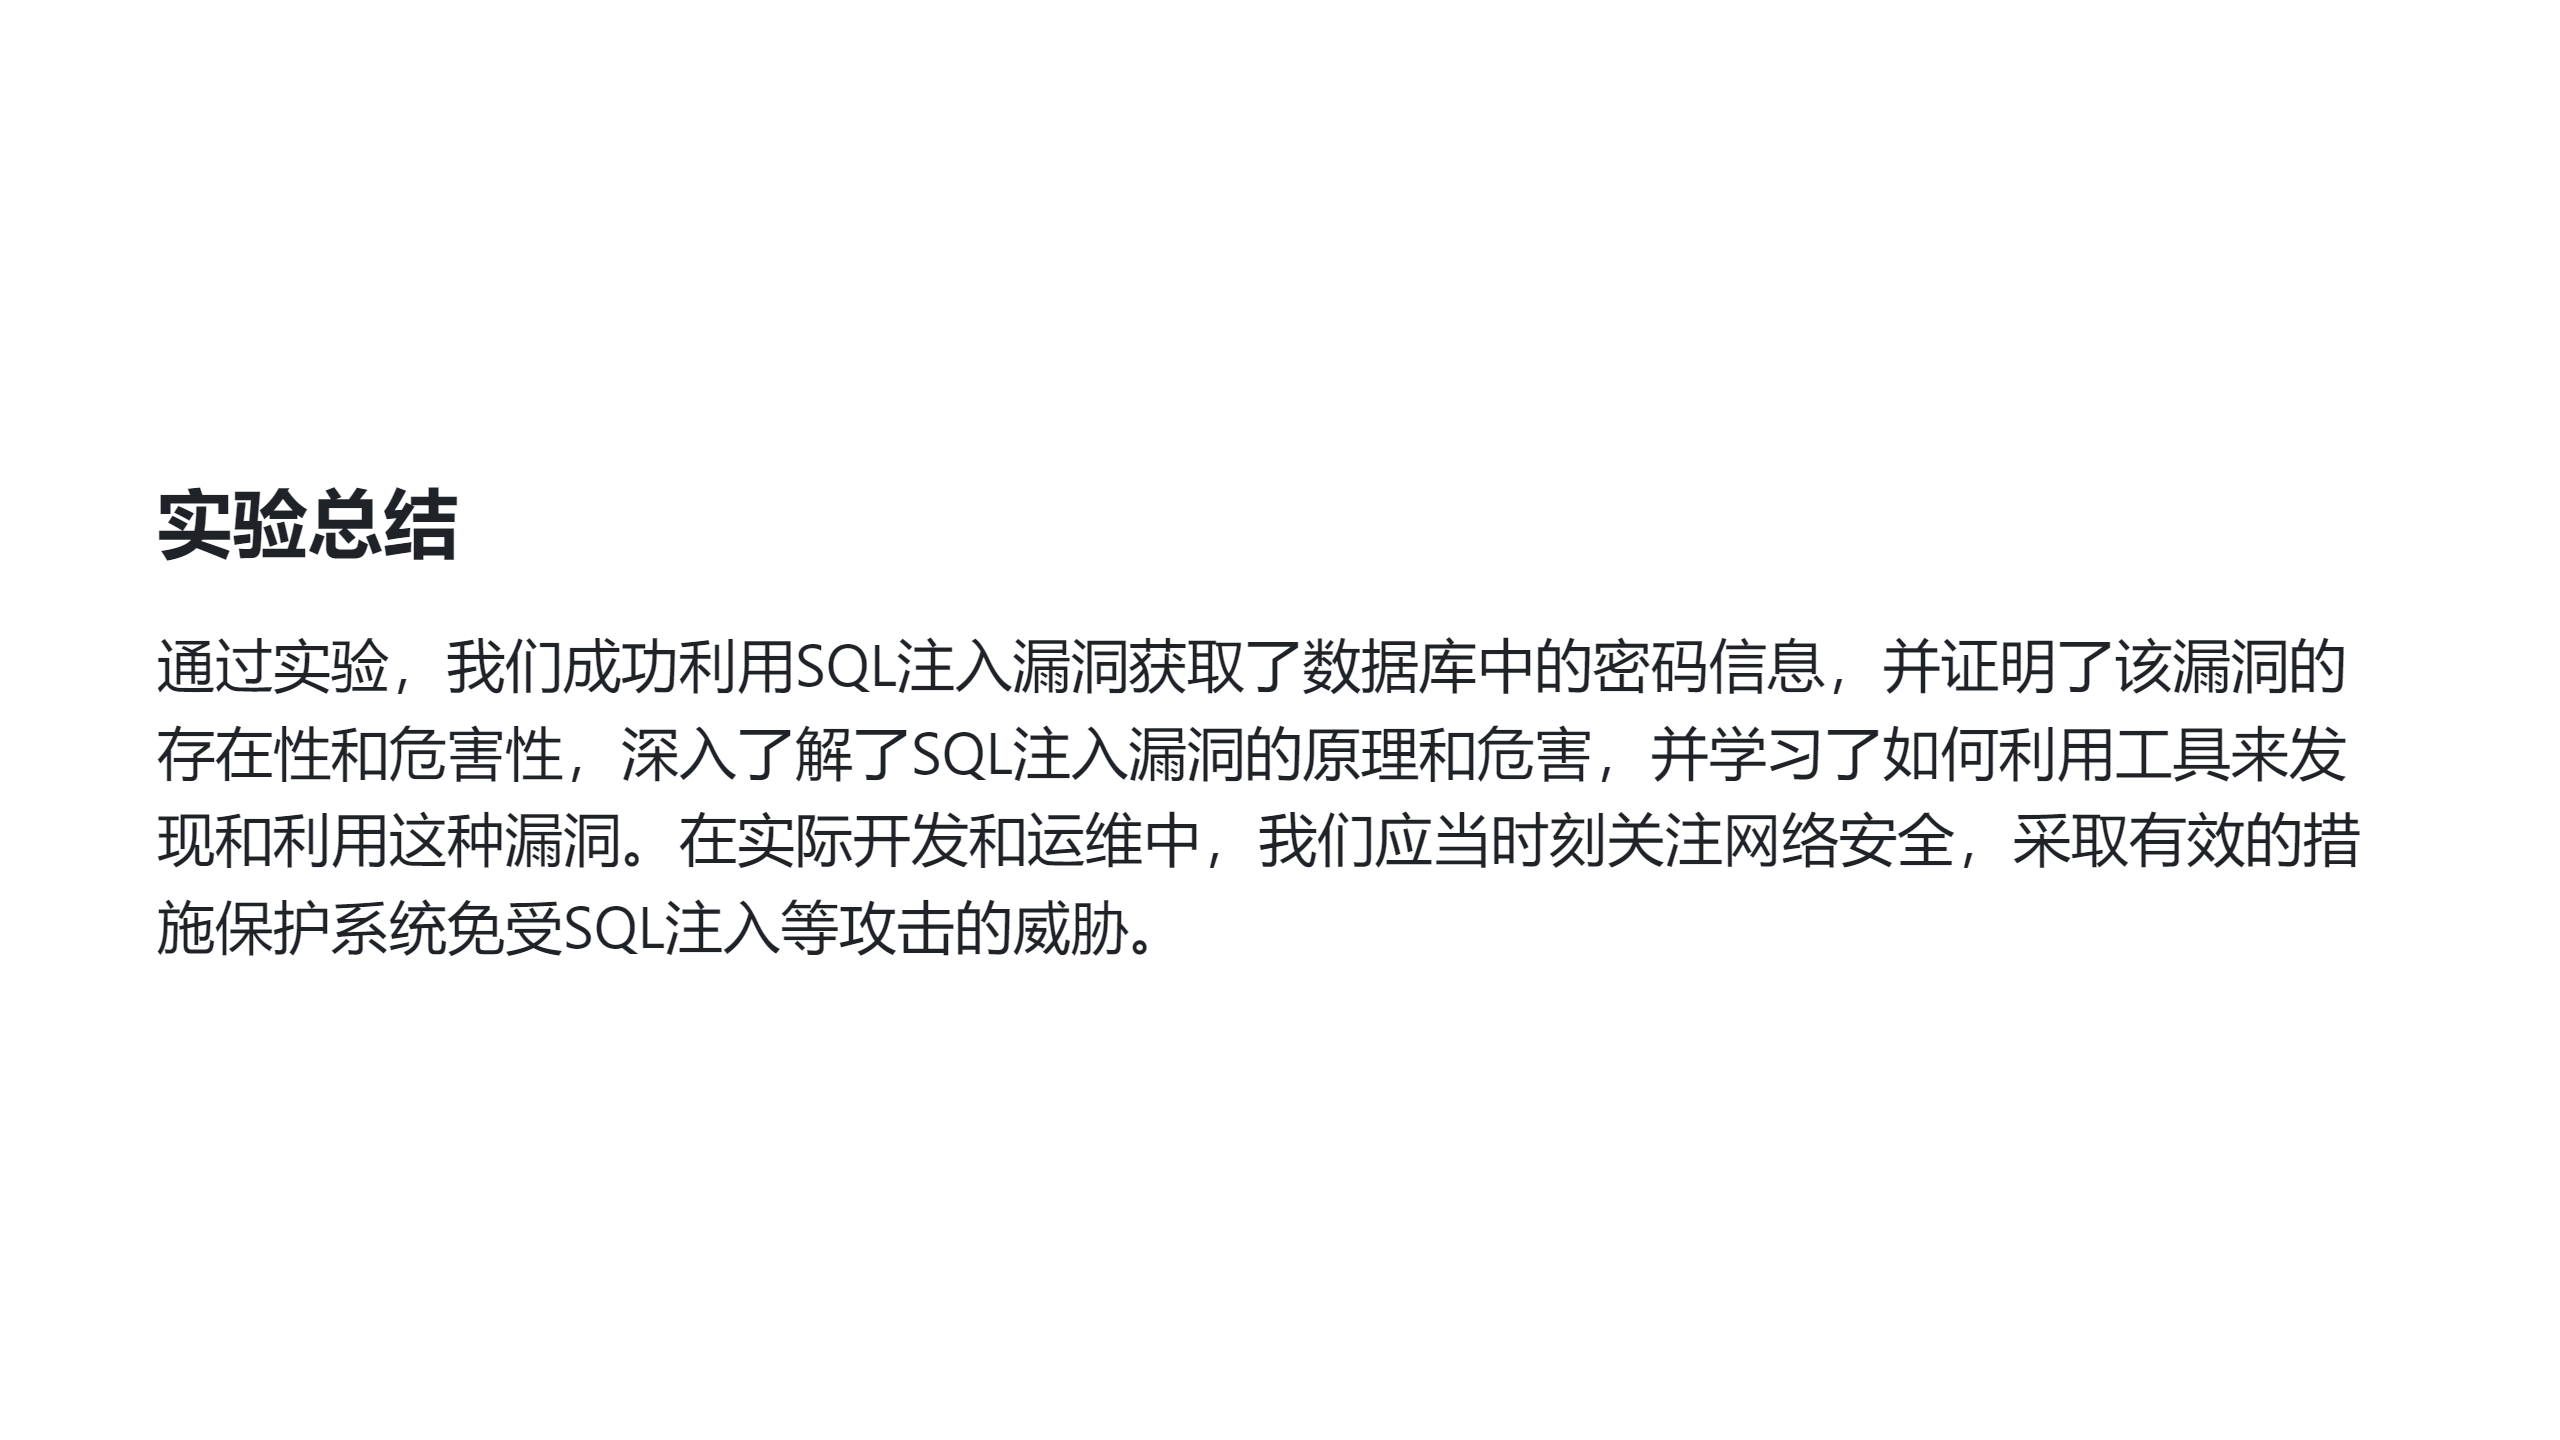 实验总结
通过实验，我们成功利用SQL注入漏洞获取了数据库中的密码信息，并证明了该漏洞的
存在性和危害性，深入了解了SQL注入漏洞的原理和危害，并学习了如何利用工具来发
现和利用这种漏洞。在实际开发和运维中，我们应当时刻关注网络安全，采取有效的措
施保护系统免受SQL注入等攻击的威胁。